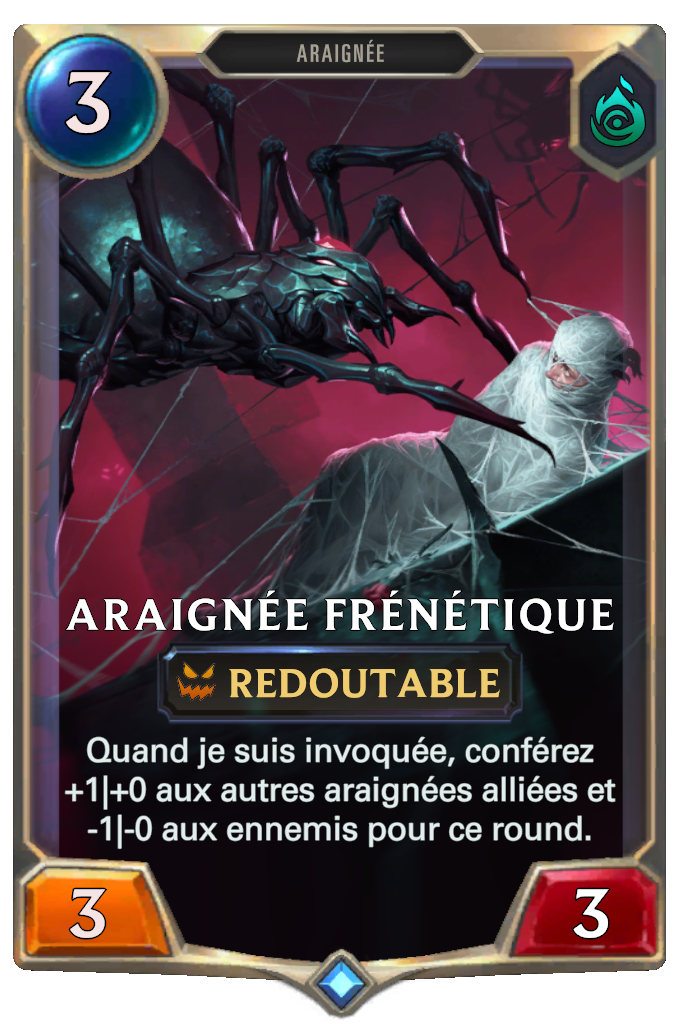 ARAIGNÉE
3
ARAIGNÉE FRÉNÉTIQUE
REDOUTABLE
Quand je suis invoquée, conférez
+1|+0 aux autres araignées alliées et
-1|-0 aux ennemis pour ce round.
3
3